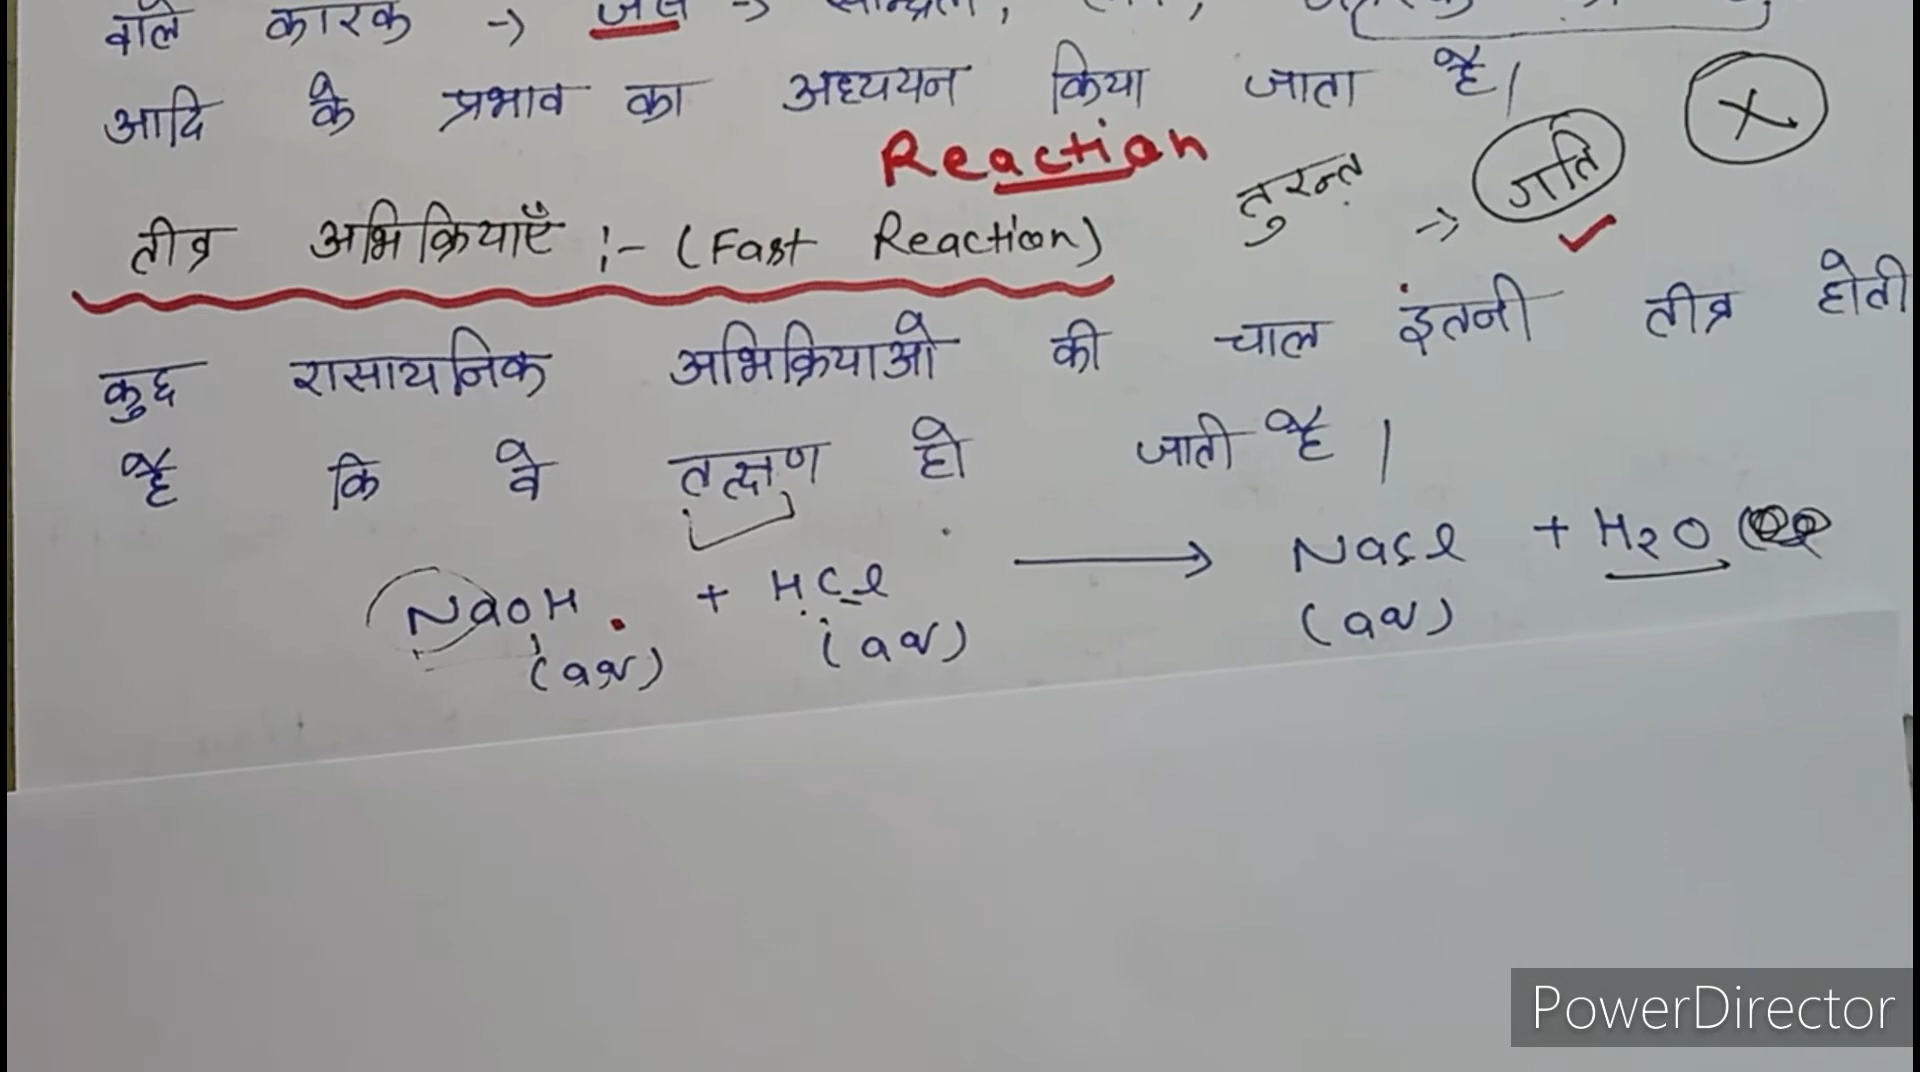 वाले कारक → जैसे →
आदि के प्रभाव का अध्ययन किया जाता है।
Reaction
तीव्र अभिक्रियाएँ :- (Fast Reaction) तुरन्त → गति ✓ X
कुछ रासायनिक अभिक्रियाओ की चाल इंतनी तीव्र होती
है कि वे तत्क्षण हो जाती है।
NaOH + HCl → NaCl + H2O
(aq) (aq) (aq)
PowerDirector